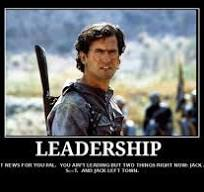 LEADERSHIP
T NEWS FOR YOU PAL. YOU AIN'T LEADING BUT TWO THINGS RIGHT NOW: JACK
AND JACK LEFT TOWN.